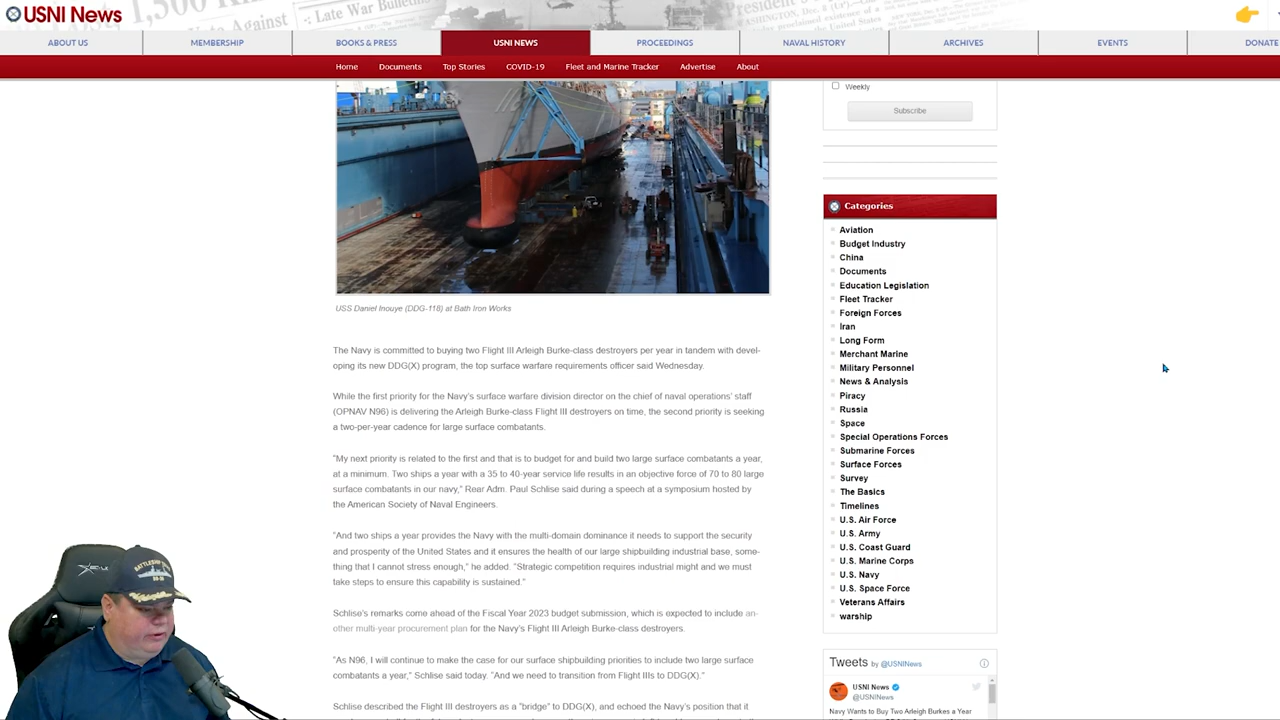 USNI News
ABOUT US
MEMBERSHIP
BOOKS & PRESS
USNI NEWS
PROCEEDINGS
NAVAL HISTORY
ARCHIVES
EVENTS
DONATE
Home
Documents
Top Stories
COVID-19
Fleet and Marine Tracker
Advertise
About
USS Daniel Inouye (DDG-118) at Bath Iron Works
The Navy is committed to buying two Flight III Arleigh Burke-class destroyers per year in tandem with devel-
oping its new DDG(X) program, the top surface warfare requirements officer said Wednesday.
While the first priority for the Navy's surface warfare division director on the chief of naval operations' staff
(OPNAV N96) is delivering the Arleigh Burke-class Flight III destroyers on time, the second priority is seeking
a two-per-year cadence for large surface combatants.
"My next priority is related to the first and that is to budget for and build two large surface combatants a year,
at a minimum. Two ships a year with a 35 to 40-year service life results in an objective force of 70 to 80 large
surface combatants in our navy," Rear Adm. Paul Schlise said during a speech at a symposium hosted by
the American Society of Naval Engineers.
"And two ships a year provides the Navy with the multi-domain dominance it needs to support the security
and prosperity of the United States and it ensures the health of our large shipbuilding industrial base, some-
thing that I cannot stress enough," he added. "Strategic competition requires industrial might and we must
take steps to ensure this capability is sustained."
Schlise's remarks come ahead of the Fiscal Year 2023 budget submission, which is expected to include an-
other multi-year procurement plan for the Navy's Flight III Arleigh Burke-class destroyers.
"As N96, I will continue to make the case for our surface shipbuilding priorities to include two large surface
combatants a year," Schlise said today. "And we need to transition from Flight IIIs to DDG(X)."
Schlise described the Flight III destroyers as a "bridge" to DDG(X), and echoed the Navy's position that it
Weekly
Subscribe
Categories
Aviation
Budget Industry
China
Documents
Education Legislation
Fleet Tracker
Foreign Forces
Iran
Long Form
Merchant Marine
Military Personnel
News & Analysis
Piracy
Russia
Space
Special Operations Forces
Submarine Forces
Surface Forces
Survey
The Basics
Timelines
U.S. Air Force
U.S. Army
U.S. Coast Guard
U.S. Marine Corps
U.S. Navy
U.S. Space Force
Veterans Affairs
warship
Tweets by @USNINews
USNI News
@USNINews
Navy Wants to Buy Two Arleigh Burkes a Year
BATTLESHIP